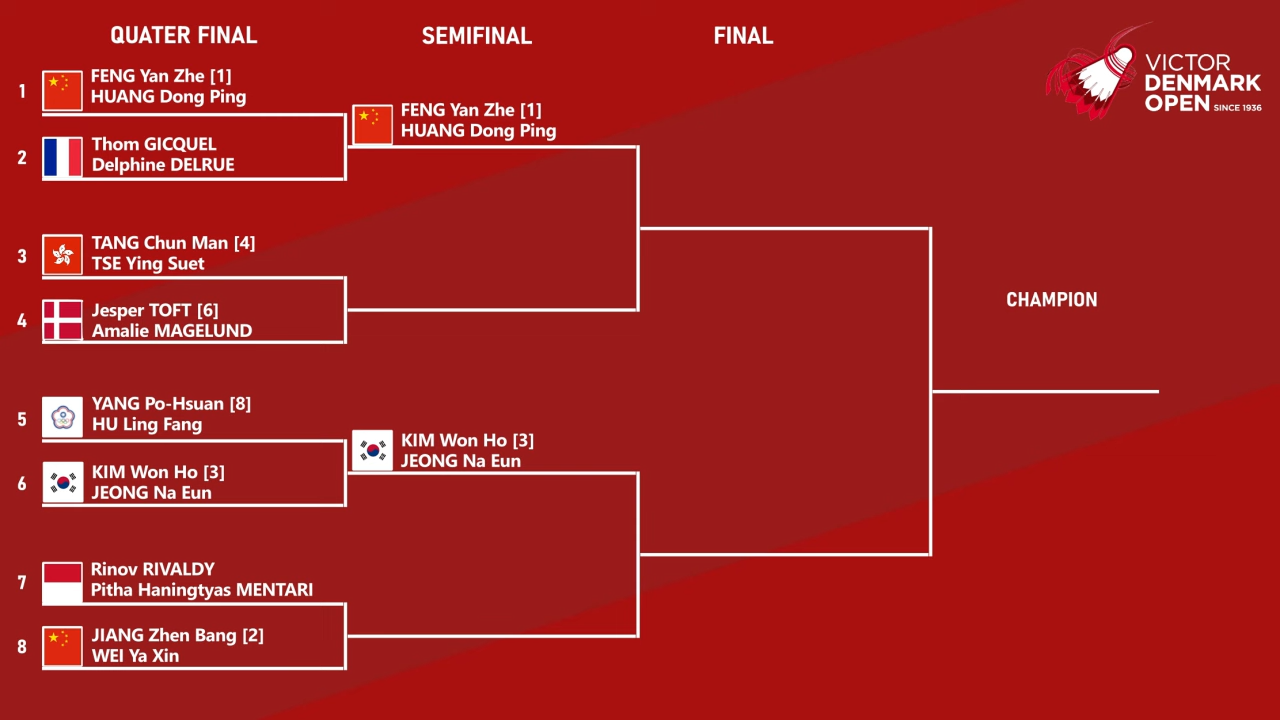 QUATER FINAL
SEMIFINAL
FINAL
VICTOR
DENMARK
OPEN SINCE 1936
1
FENG Yan Zhe [1]
HUANG Dong Ping
2
Thom GICQUEL
Delphine DELRUE
3
TANG Chun Man [4]
TSE Ying Suet
4
Jesper TOFT [6]
Amalie MAGELUND
5
YANG Po-Hsuan [8]
HU Ling Fang
6
KIM Won Ho [3]
JEONG Na Eun
7
Rinov RIVALDY
Pitha Haningtyas MENTARI
8
JIANG Zhen Bang [2]
WEI Ya Xin
FENG Yan Zhe [1]
HUANG Dong Ping
KIM Won Ho [3]
JEONG Na Eun
CHAMPION